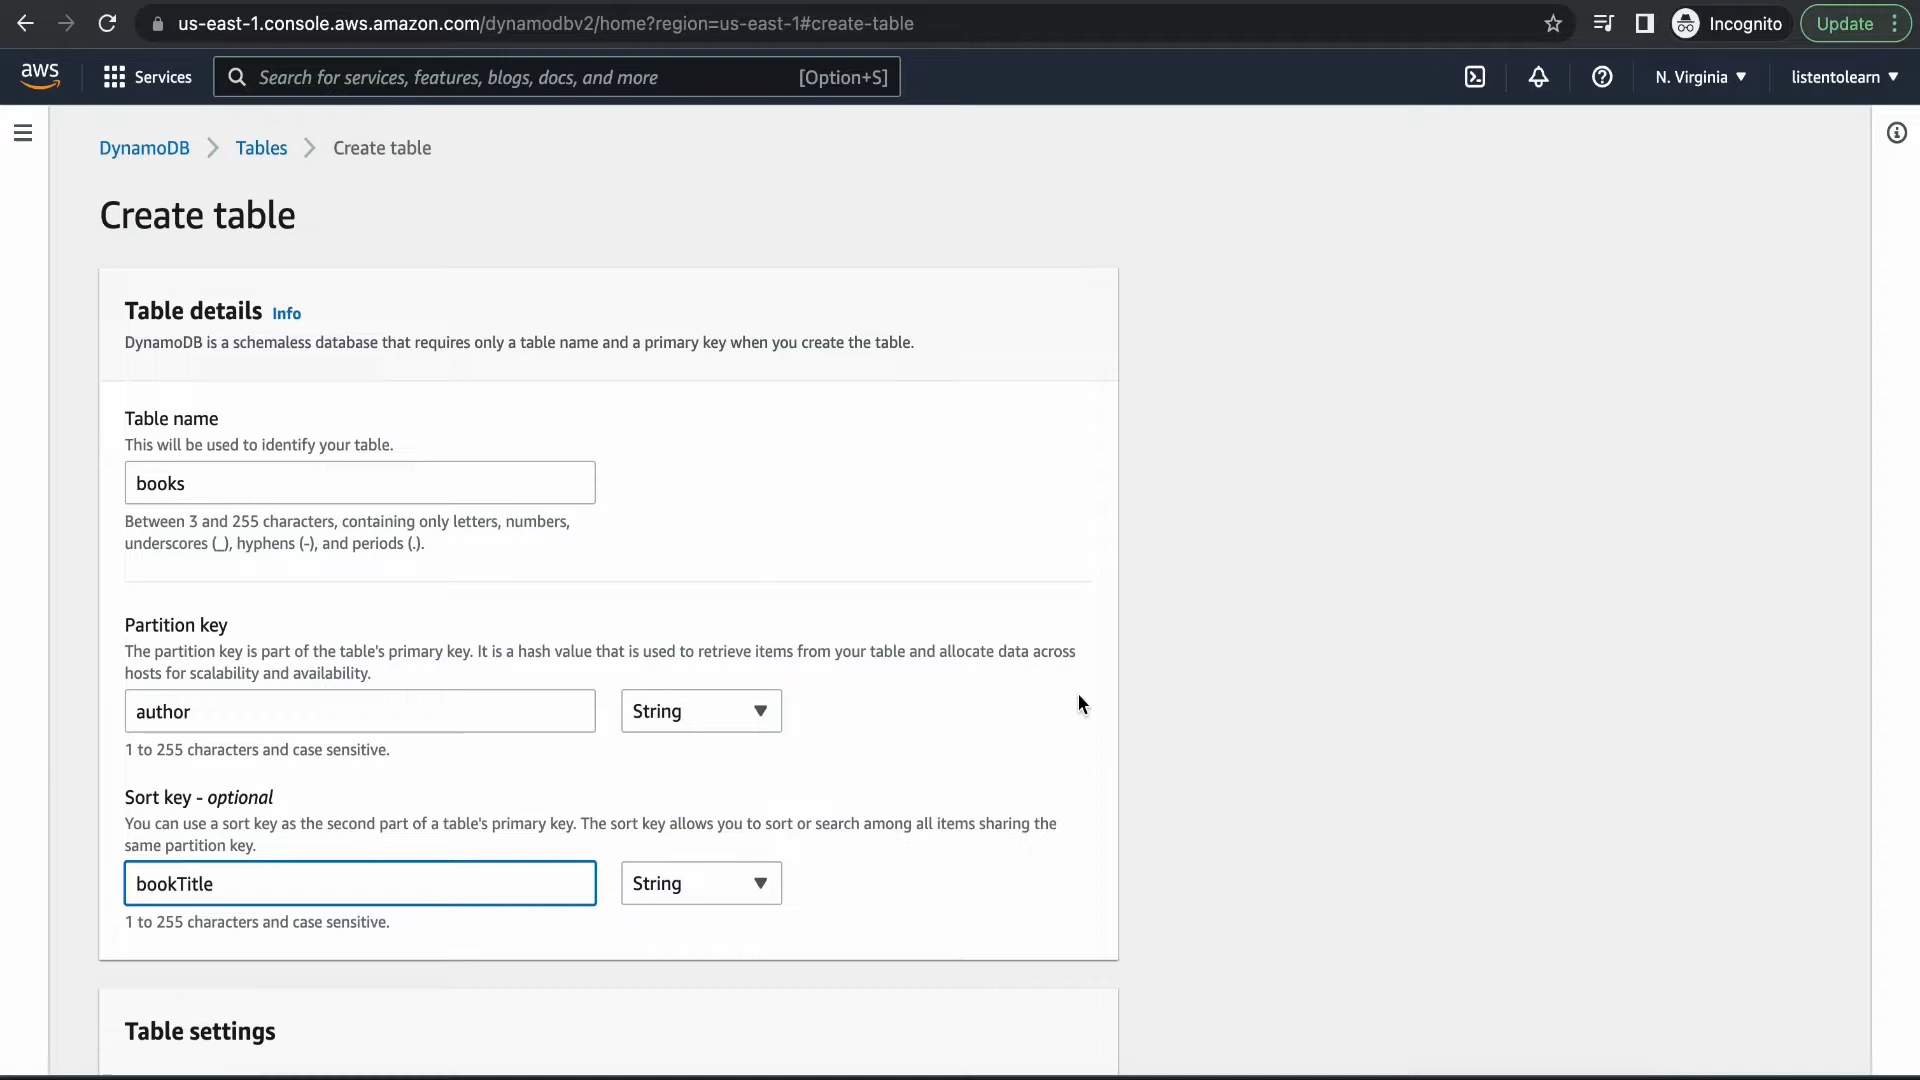 us-east-1.console.aws.amazon.com/dynamodbv2/home?region=us-east-1#create-table
Incognito
Update
aws
Services
Search for services, features, blogs, docs, and more
[Option+S]
N. Virginia
listentolearn
DynamoDB
Tables
Create table
Create table
Table details Info
DynamoDB is a schemaless database that requires only a table name and a primary key when you create the table.
Table name
This will be used to identify your table.
books
Between 3 and 255 characters, containing only letters, numbers,
underscores (_), hyphens (-), and periods (.).
Partition key
The partition key is part of the table's primary key. It is a hash value that is used to retrieve items from your table and allocate data across
hosts for scalability and availability.
author
String
1 to 255 characters and case sensitive.
Sort key - optional
You can use a sort key as the second part of a table's primary key. The sort key allows you to sort or search among all items sharing the
same partition key.
bookTitle
String
1 to 255 characters and case sensitive.
Table settings